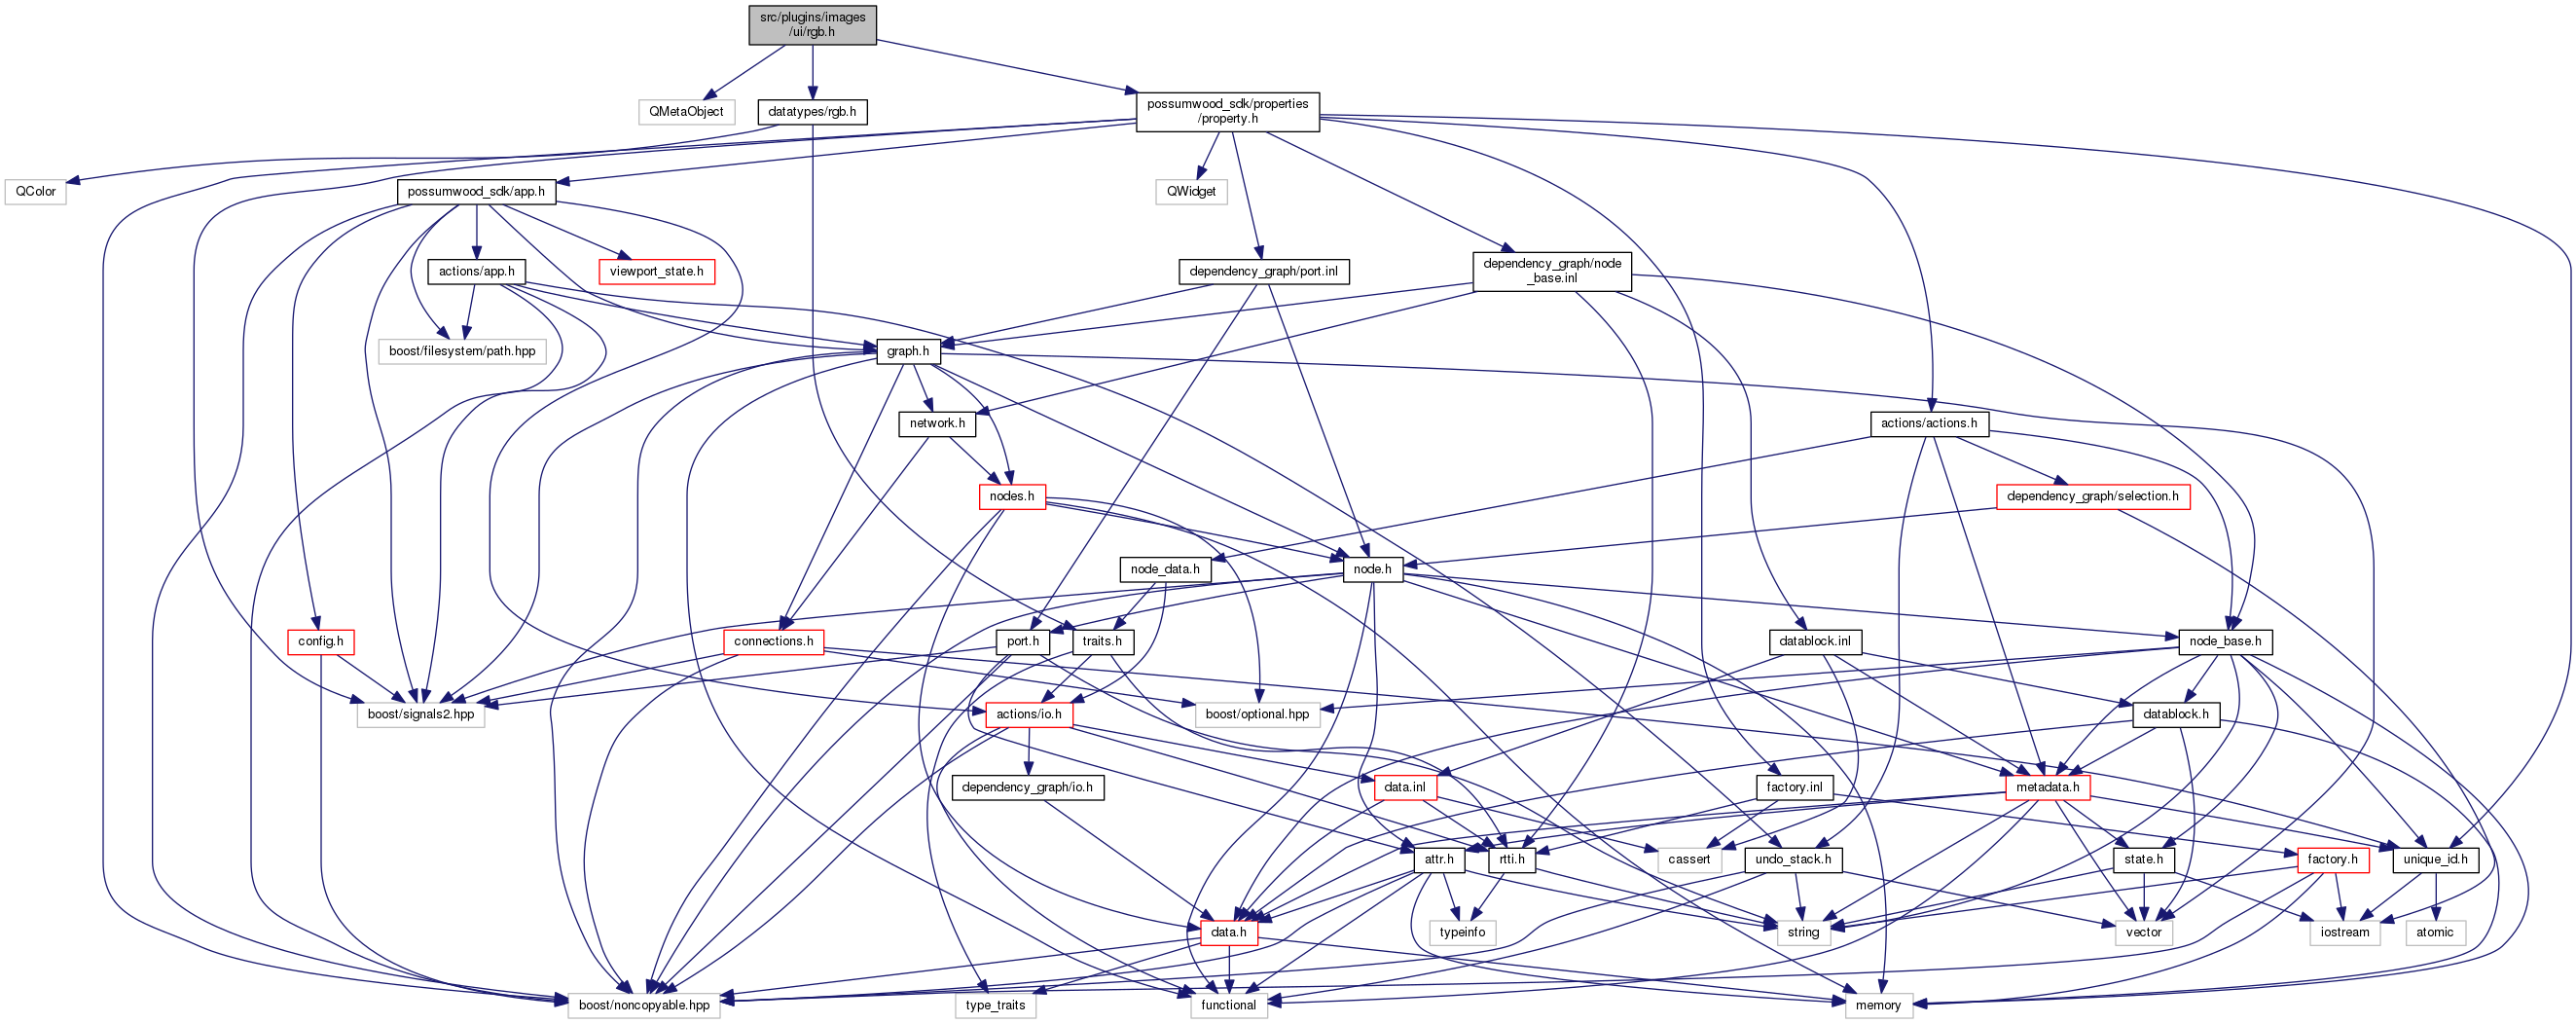 src/plugins/images
/ui/rgb.h
QMetaObject
datatypes/rgb.h
possumwood_sdk/properties
/property.h
QColor
possumwood_sdk/app.h
QWidget
actions/app.h
viewport_state.h
dependency_graph/port.inl
dependency_graph/node
_base.inl
boost/filesystem/path.hpp
graph.h
network.h
actions/actions.h
nodes.h
dependency_graph/selection.h
node_data.h
node.h
config.h
connections.h
port.h
traits.h
datablock.inl
node_base.h
boost/signals2.hpp
actions/io.h
boost/optional.hpp
datablock.h
dependency_graph/io.h
data.inl
factory.inl
metadata.h
attr.h
rtti.h
cassert
undo_stack.h
state.h
factory.h
unique_id.h
data.h
typeinfo
string
vector
iostream
atomic
boost/noncopyable.hpp
type_traits
functional
memory